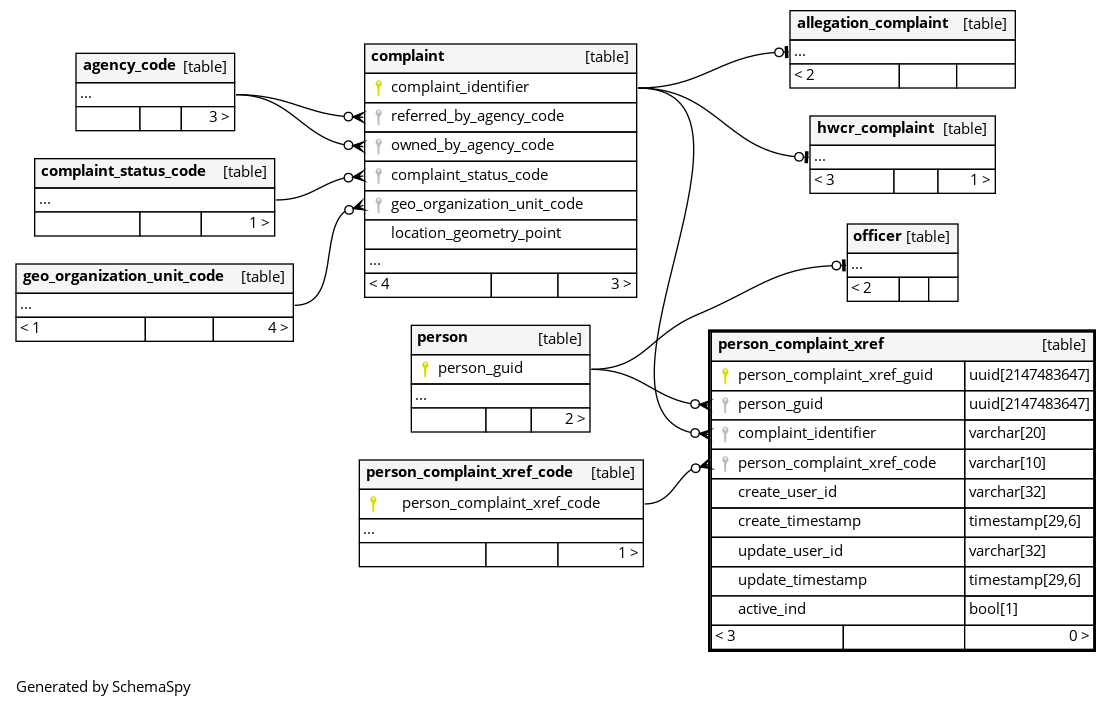 agency_code [table]
...
3 >
complaint_status_code [table]
...
1 >
geo_organization_unit_code [table]
...
< 1 4 >
complaint [table]
complaint_identifier
referred_by_agency_code
owned_by_agency_code
complaint_status_code
geo_organization_unit_code
location_geometry_point
...
< 4 3 >
person [table]
person_guid
...
2 >
person_complaint_xref_code [table]
person_complaint_xref_code
...
1 >
allegation_complaint [table]
...
< 2
hwcr_complaint [table]
...
< 3 1 >
officer [table]
...
< 2
person_complaint_xref [table]
person_complaint_xref_guid uuid[2147483647]
person_guid uuid[2147483647]
complaint_identifier varchar[20]
person_complaint_xref_code varchar[10]
create_user_id varchar[32]
create_timestamp timestamp[29,6]
update_user_id varchar[32]
update_timestamp timestamp[29,6]
active_ind bool[1]
< 3 0 >
Generated by SchemaSpy